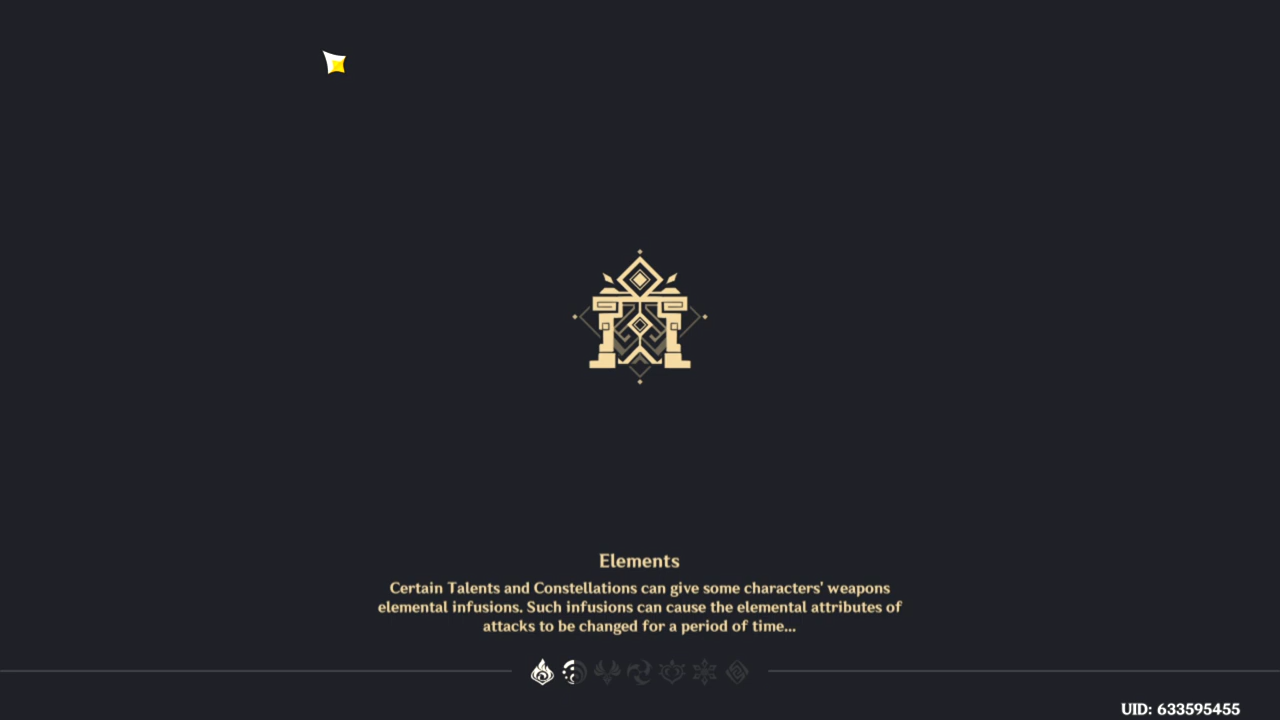 Elements
Certain Talents and Constellations can give some characters' weapons
elemental infusions. Such infusions can cause the elemental attributes of
attacks to be changed for a period of time...
UID: 633595455